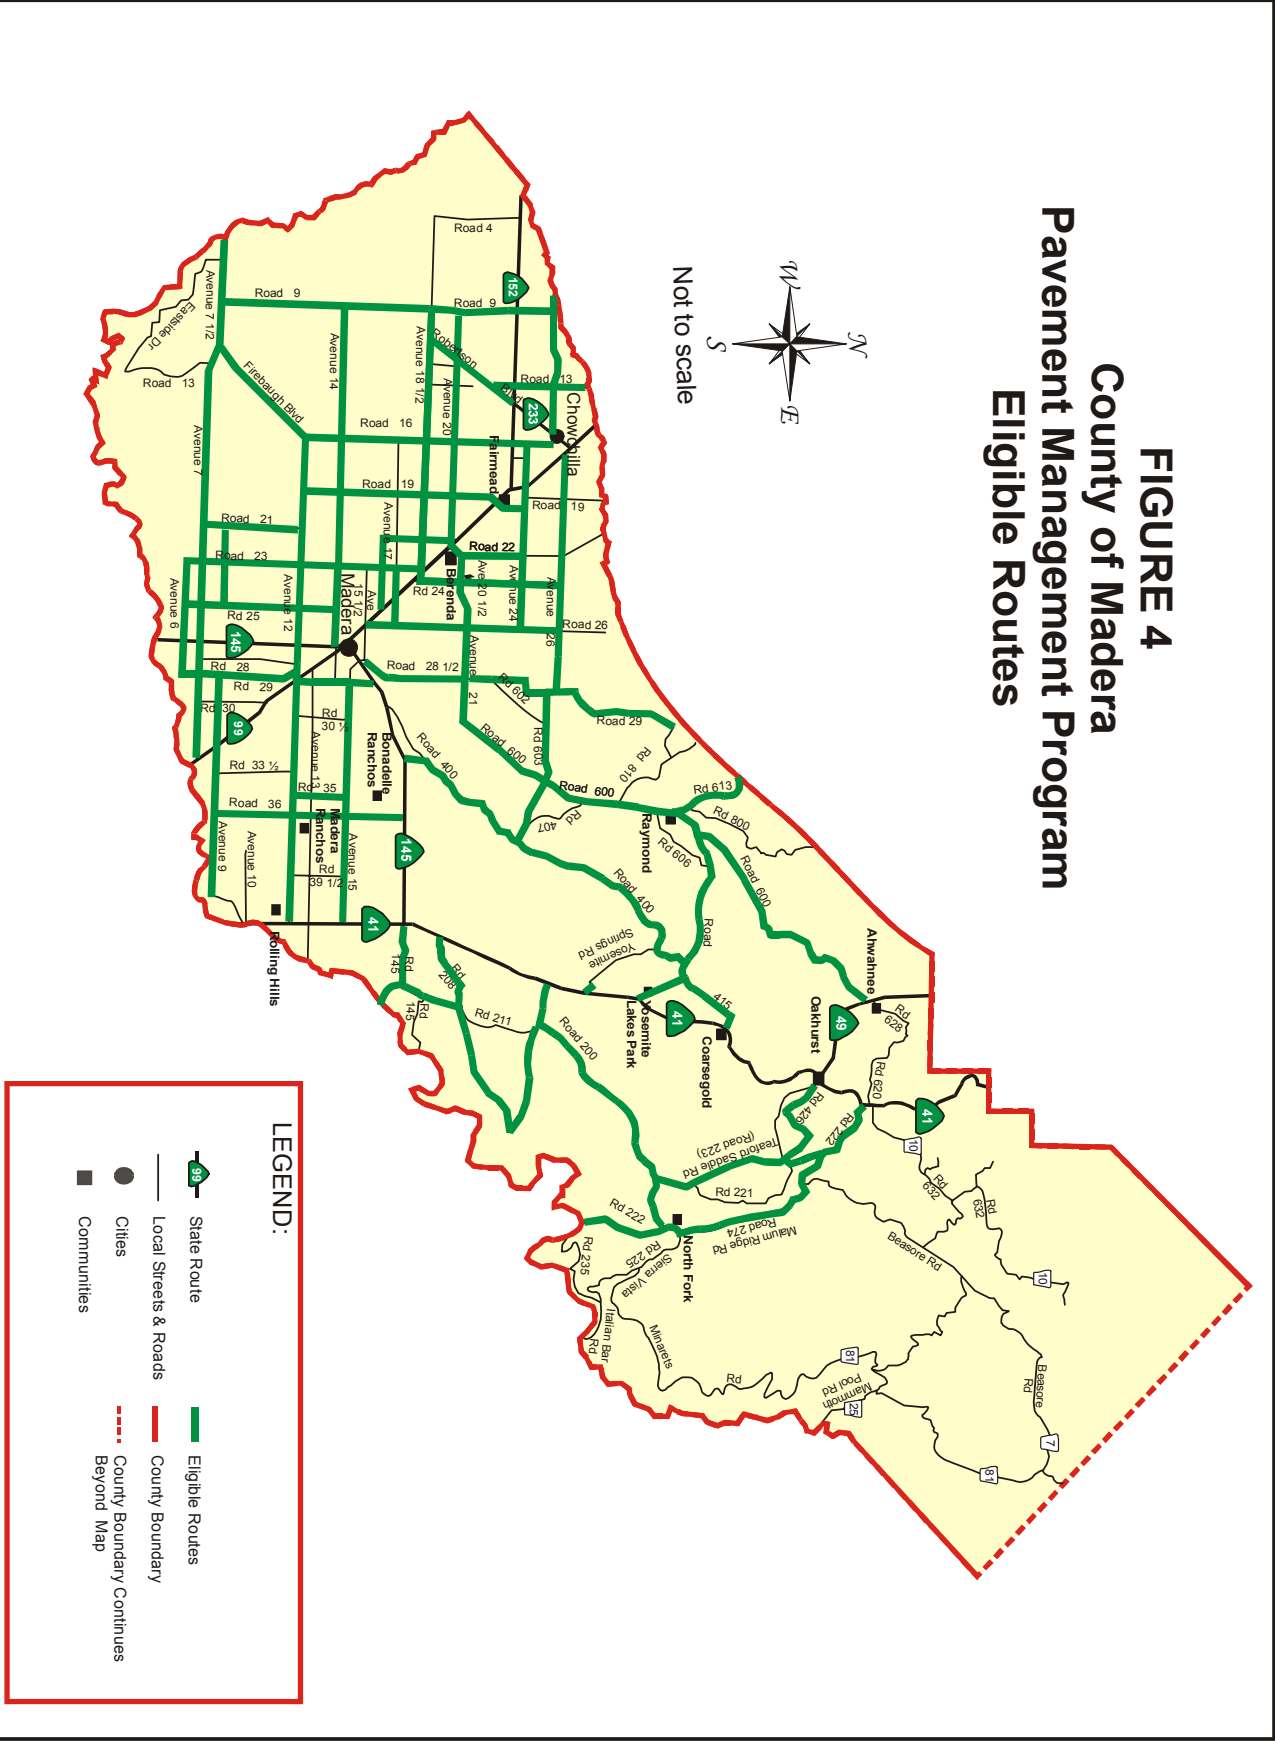 FIGURE 4
County of Madera
Pavement Management Program
Eligible Routes
N
W
E
S
Not to scale
Road 4
152
Road 9
Road 9
Avenue 7 1/2
Eastside Dr
Road 13
Firebaugh Blvd
Avenue 14
Avenue 18 1/2
Robertson
Blvd
Avenue 20
Road 13
233
Chowchilla
Road 16
Fairmead
Avenue 7
Road 19
Road 19
Road 21
Avenue 17
Road 22
Road 23
Berenda
Ave 20 1/2
Avenue 24
Avenue 26
Avenue 6
Avenue 12
Madera
Ave
15 1/2
Rd 24
Rd 25
Road 26
145
Rd 28
Road 28 1/2
Avenue 21
Rd 602
Rd 29
Rd 30
99
Rd
30 ½
Avenue 13
Bonadelle
Ranchos
Road 400
Road 600
Rd 603
Road 29
Rd 810
Rd 33 ½
Rd 35
Road 36
Madera
Ranchos
Avenue 15
Avenue 9
Avenue 10
Rd
39 1/2
145
41
Rolling Hills
Road 600
Rd 407
Rd 613
Rd 800
Raymond
Rd 606
Road 600
Road 400
Road
415
Yosemite
Springs Rd
Rd
145
Rd
208
Rd
145
Rd 211
Road 200
Yosemite
Lakes Park
41
Coarsegold
Oakhurst
Ahwahnee
49
Rd
628
Rd 620
41
Rd 426
Rd 222
Teaford Saddle Rd
(Road 223)
Rd 221
Road 274
Malum Ridge Rd
Rd 222
North Fork
Rd 225
Sierra Vista
Rd 235
Italian Bar
Rd
Minarets
Rd
10
Rd
632
Rd
632
Beasore Rd
10
81
Mammoth
Pool Rd
25
Beasore
Rd
7
81
LEGEND:
99
State Route
Local Streets & Roads
Cities
Communities
Eligible Routes
County Boundary
County Boundary Continues
Beyond Map